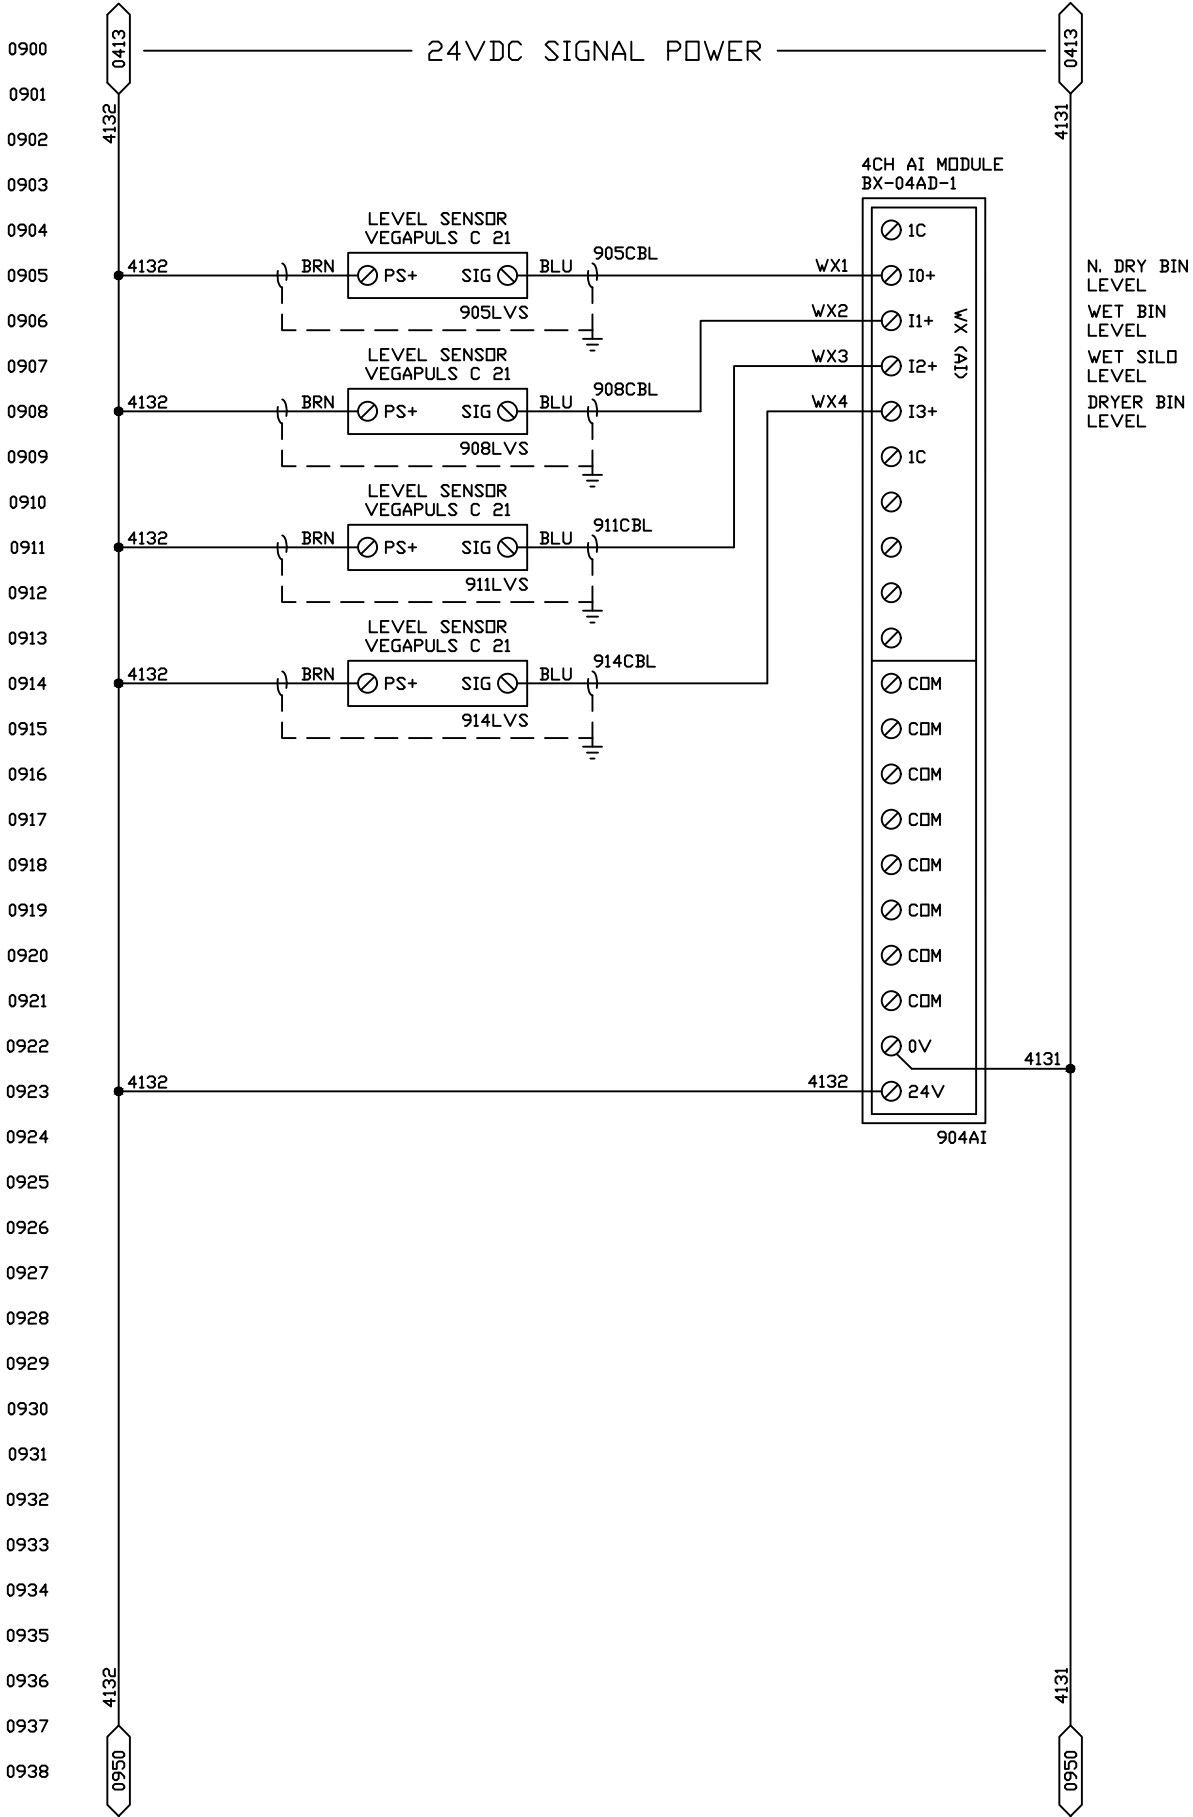 0900
0413
24VDC SIGNAL POWER
0413
0901
4132
4131
0902
4CH AI MODULE
0903
BX-04AD-1
LEVEL SENSOR
0904
1C
VEGAPULS C 21
905CBL
0905
4132
BRN
PS+
SIG
BLU
WX1
I0+
N. DRY BIN
LEVEL
905LVS
0906
WX2
I1+
WX (AI)
WET BIN
LEVEL
LEVEL SENSOR
0907
VEGAPULS C 21
WX3
I2+
WET SILO
LEVEL
908CBL
0908
4132
BRN
PS+
SIG
BLU
WX4
I3+
DRYER BIN
LEVEL
908LVS
0909
1C
LEVEL SENSOR
0910
VEGAPULS C 21
911CBL
0911
4132
BRN
PS+
SIG
BLU
911LVS
0912
LEVEL SENSOR
0913
VEGAPULS C 21
914CBL
0914
4132
BRN
PS+
SIG
BLU
COM
914LVS
0915
COM
0916
COM
0917
COM
0918
COM
0919
COM
0920
COM
0921
COM
0922
0V
4131
0923
4132
4132
24V
0924
904AI
0925
0926
0927
0928
0929
0930
0931
0932
0933
0934
0935
0936
4132
4131
0937
0938
0950
0950